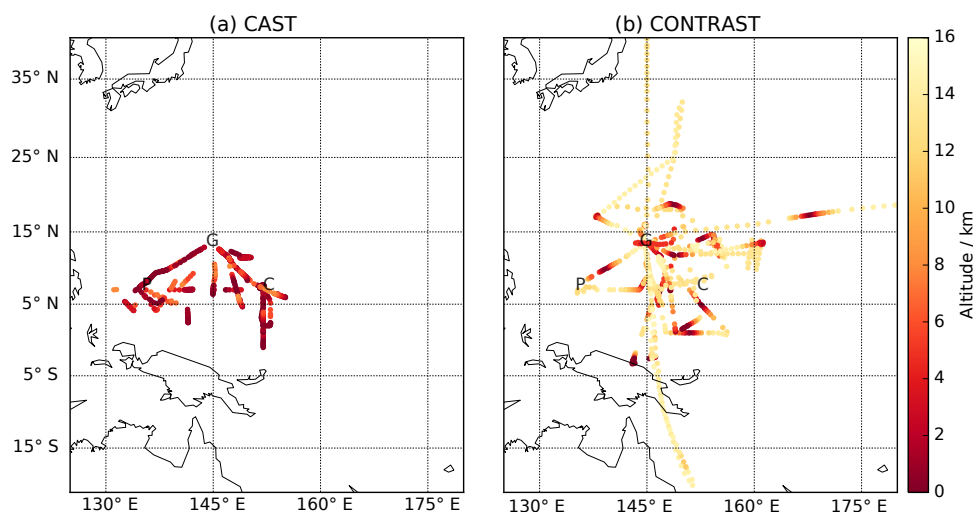 (a) CAST
(b) CONTRAST
35° N
25° N
15° N
5° N
5° S
15° S
G
P
C
G
P
C
130° E
145° E
160° E
175° E
130° E
145° E
160° E
175° E
16
14
12
10
8
6
4
2
0
Altitude / km